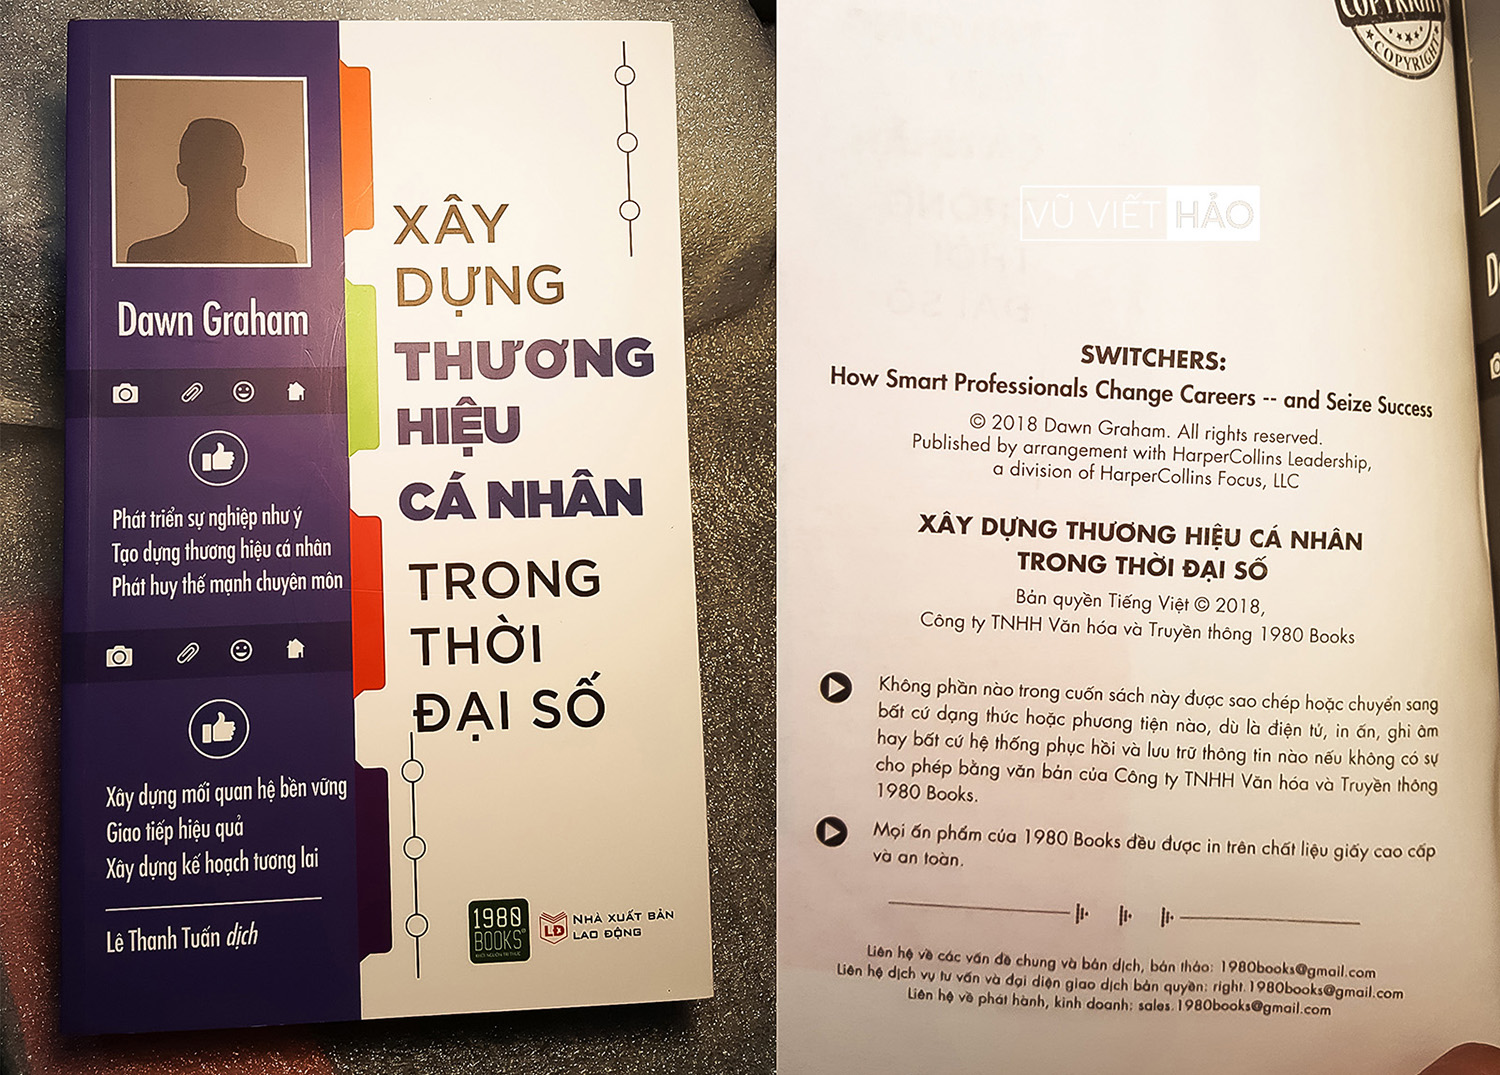 Dawn Graham
Phát triển sự nghiệp như ý
Tạo dựng thương hiệu cá nhân
Phát huy thế mạnh chuyên môn
Xây dựng mối quan hệ bền vững
Giao tiếp hiệu quả
Xây dựng kế hoạch tương lai
Lê Thanh Tuấn dịch
XÂY
DỰNG
THƯƠNG
HIỆU
CÁ NHÂN
TRONG
THỜI
ĐẠI SỐ
1980
BOOKS
KHƠI NGUỒN TRI THỨC
LĐ
NHÀ XUẤT BẢN
LAO ĐỘNG
COPYRIGHT
COPYRIGHT
VŨ VIẾT HẢO
SWITCHERS:
How Smart Professionals Change Careers -- and Seize Success
© 2018 Dawn Graham. All rights reserved.
Published by arrangement with HarperCollins Leadership,
a division of HarperCollins Focus, LLC
XÂY DỰNG THƯƠNG HIỆU CÁ NHÂN
TRONG THỜI ĐẠI SỐ
Bản quyền Tiếng Việt © 2018,
Công ty TNHH Văn hóa và Truyền thông 1980 Books
Không phần nào trong cuốn sách này được sao chép hoặc chuyển sang
bất cứ dạng thức hoặc phương tiện nào, dù là điện tử, in ấn, ghi âm
hay bất cứ hệ thống phục hồi và lưu trữ thông tin nào nếu không có sự
cho phép bằng văn bản của Công ty TNHH Văn hóa và Truyền thông
1980 Books.
Mọi ấn phẩm của 1980 Books đều được in trên chất liệu giấy cao cấp
và an toàn.
Liên hệ về các vấn đề chung và bản dịch, bản thảo: 1980books@gmail.com
Liên hệ dịch vụ tư vấn và đại diện giao dịch bản quyền: right.1980books@gmail.com
Liên hệ về phát hành, kinh doanh: sales.1980books@gmail.com